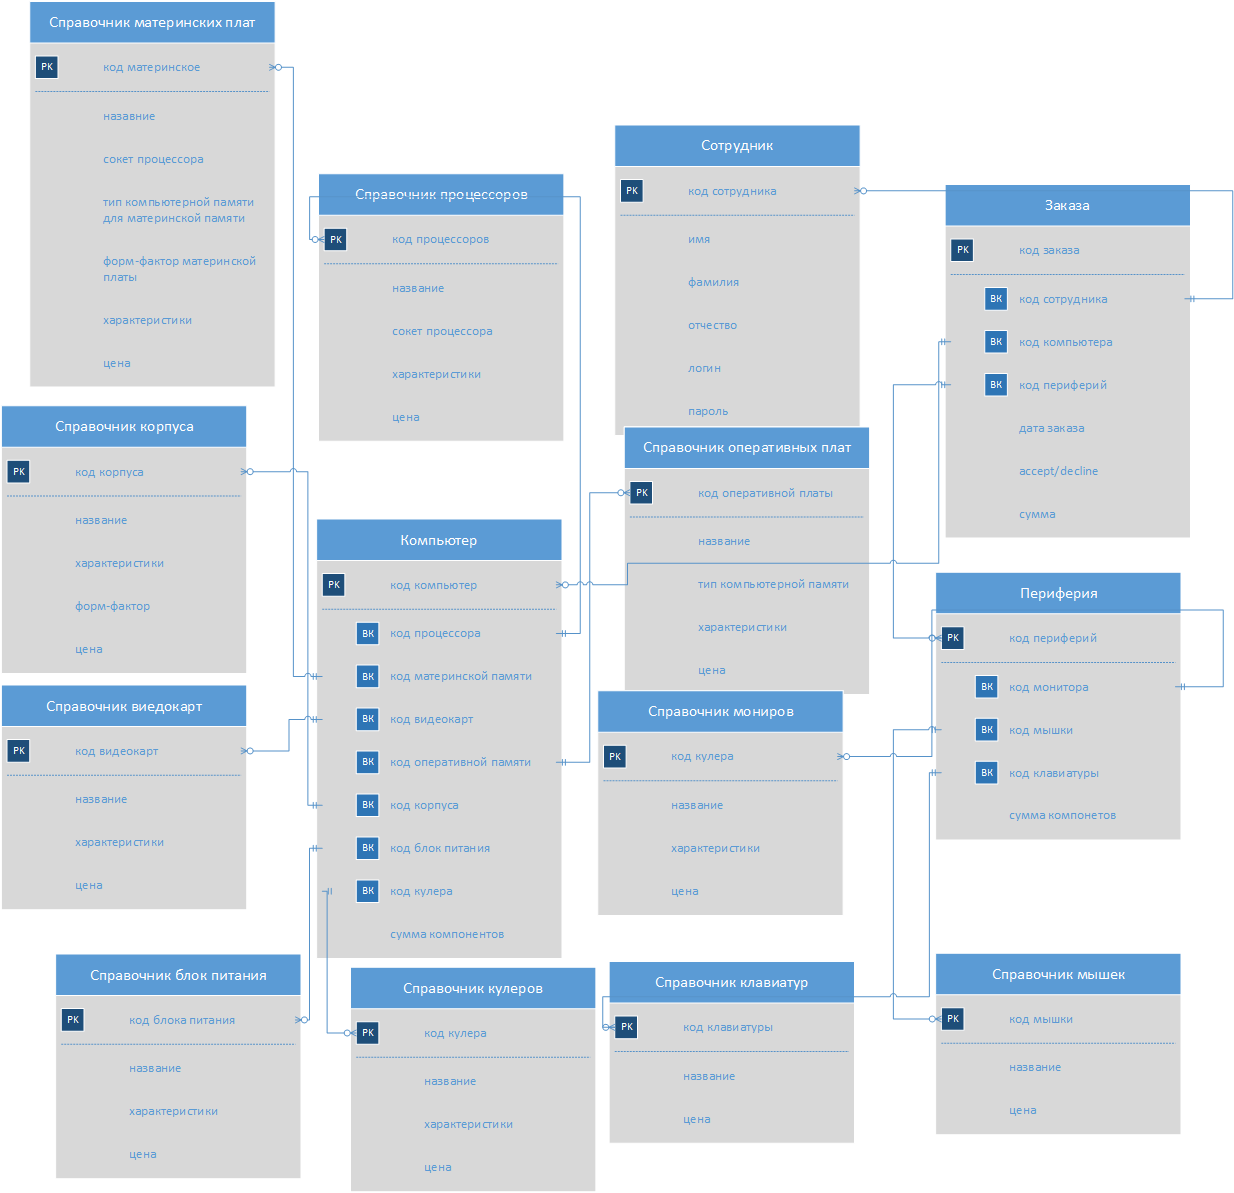 Справочник материнских плат
PK
код материнское
назавние
сокет процессора
тип компьютерной памяти
для материнской памяти
форм-фактор материнской
платы
характеристики
цена
Справочник процессоров
PK
код процессоров
название
сокет процессора
характеристики
цена
Сотрудник
PK
код сотрудника
имя
фамилия
отчество
логин
пароль
Заказа
PK
код заказа
ВК
код сотрудника
ВК
код компьютера
ВК
код периферий
дата заказа
accept/decline
сумма
Справочник корпуса
PK
код корпуса
название
характеристики
форм-фактор
цена
Справочник оперативных плат
PK
код оперативной платы
название
тип компьютерной памяти
характеристики
цена
Компьютер
PK
код компьютер
ВК
код процессора
ВК
код материнской памяти
ВК
код видеокарт
ВК
код оперативной памяти
ВК
код корпуса
ВК
код блок питания
ВК
код кулера
сумма компонентов
Периферия
PK
код периферий
ВК
код монитора
ВК
код мышки
ВК
код клавиатуры
сумма компонетов
Справочник виедокарт
PK
код видеокарт
название
характеристики
цена
Справочник мониров
PK
код кулера
название
характеристики
цена
Справочник блок питания
PK
код блока питания
название
характеристики
цена
Справочник кулеров
PK
код кулера
название
характеристики
цена
Справочник клавиатур
PK
код клавиатуры
название
цена
Справочник мышек
PK
код мышки
название
цена